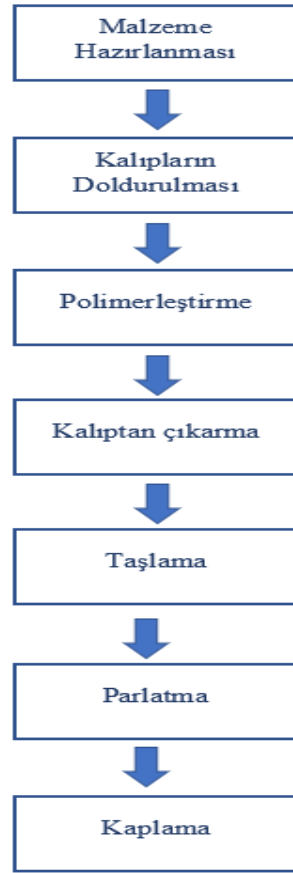 Malzeme
Hazırlanması
Kalıpların
Doldurulması
Polimerleştirme
Kalıptan çıkarma
Taşlama
Parlatma
Kaplama